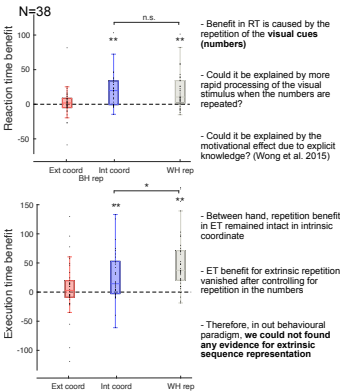 N=38
n.s.
**
**
100
50
0
-50
Reaction time benefit
Ext coord
Int coord
WH rep
BH rep
- Benefit in RT is caused by the
repetition of the visual cues
(numbers)
- Could it be explained by more
rapid processing of the visual
stimulus when the numbers are
repeated?
- Could it be explained by the
motivational effect due to explicit
knowledge? (Wong et al. 2015)
*
**
**
150
100
50
0
-50
-100
Execution time benefit
Ext coord
Int coord
WH rep
- Between hand, repetition benefit
in ET remained intact in intrinsic
coordinate
- ET benefit for extrinsic repetition
vanished after controlling for
repetition in the numbers
- Therefore, in out behavioural
paradigm, we could not found
any evidence for extrinsic
sequence representation